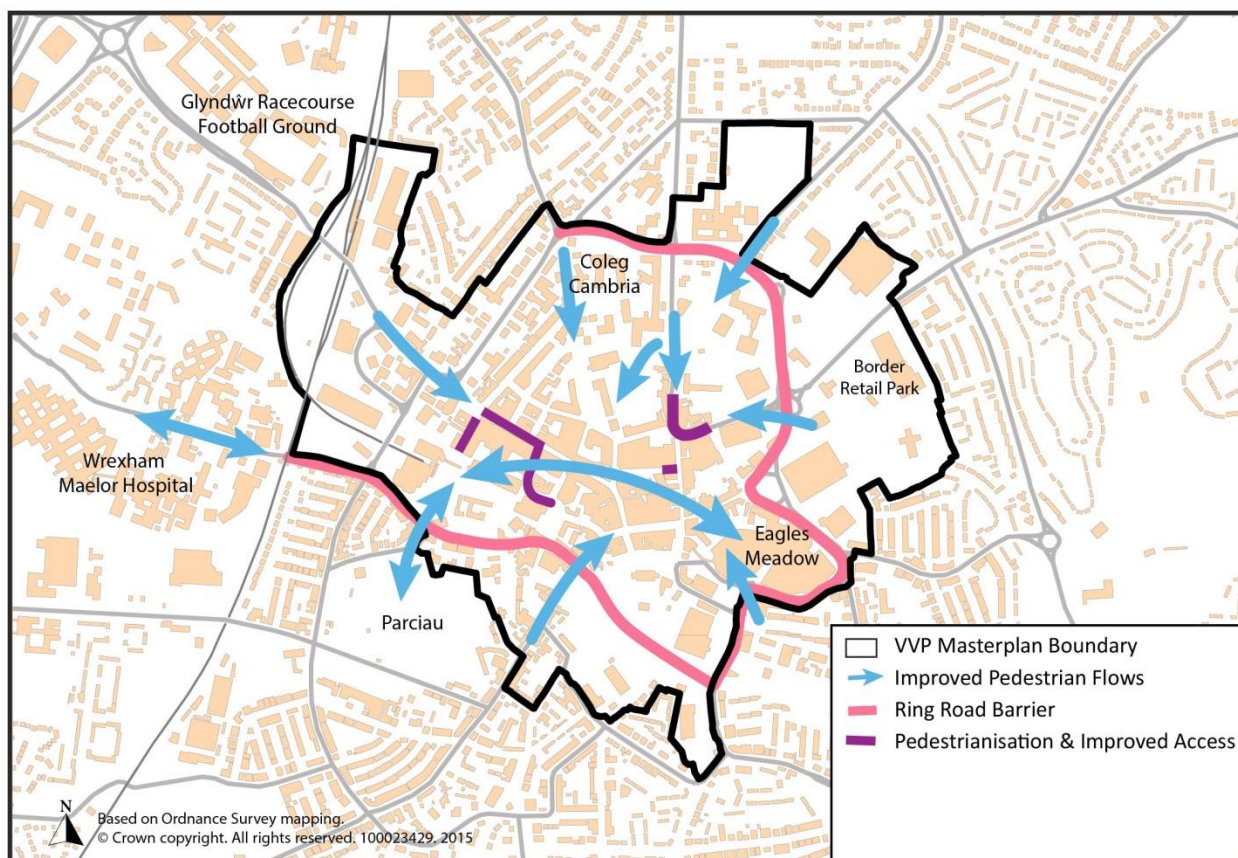 Glyndŵr Racecourse
Football Ground
Coleg
Cambria
Border
Retail Park
Wrexham
Maelor Hospital
Eagles
Meadow
Parciau
VVP Masterplan Boundary
Improved Pedestrian Flows
Ring Road Barrier
Pedestrianisation & Improved Access
N
Based on Ordnance Survey mapping.
© Crown copyright. All rights reserved. 100023429, 2015